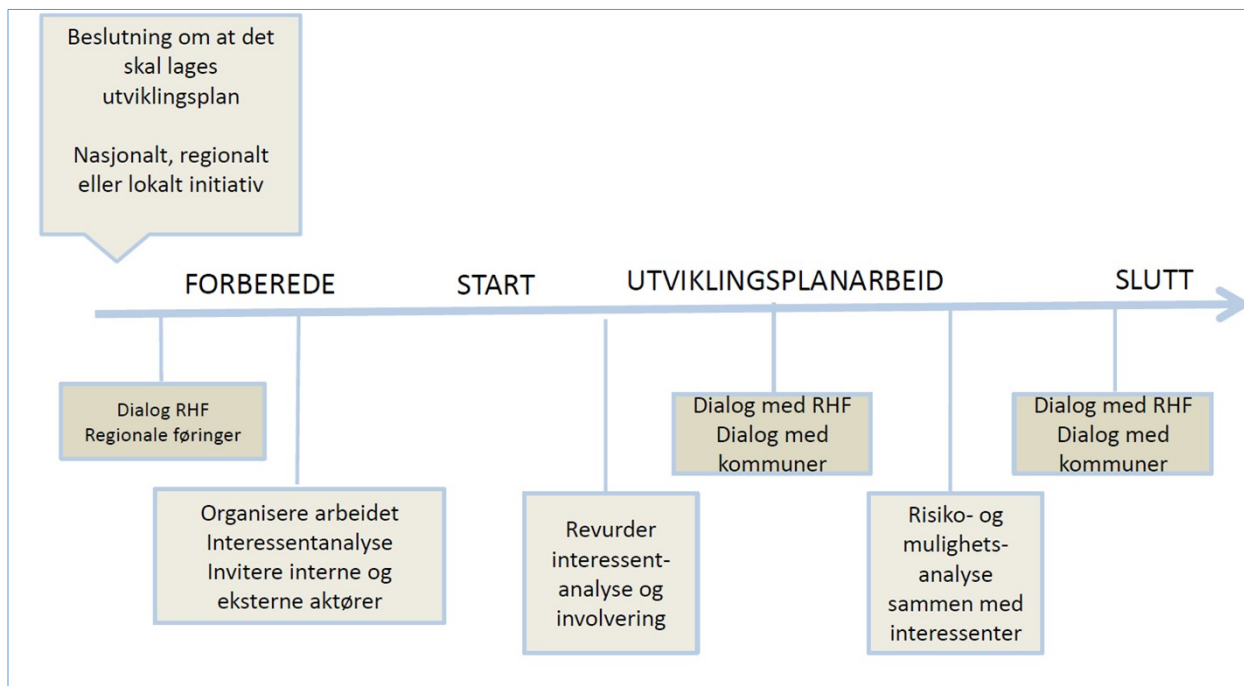 Beslutning om at det
skal lages
utviklingsplan
Nasjonalt, regionalt
eller lokalt initiativ
FORBEREDE
START
UTVIKLINGSPLANARBEID
SLUTT
Dialog RHF
Regionale føringer
Organisere arbeidet
Interessentanalyse
Invitere interne og
eksterne aktører
Revurder
interessent-
analyse og
involvering
Dialog med RHF
Dialog med
kommuner
Risiko- og
mulighets-
analyse
sammen med
interessenter
Dialog med RHF
Dialog med
kommuner